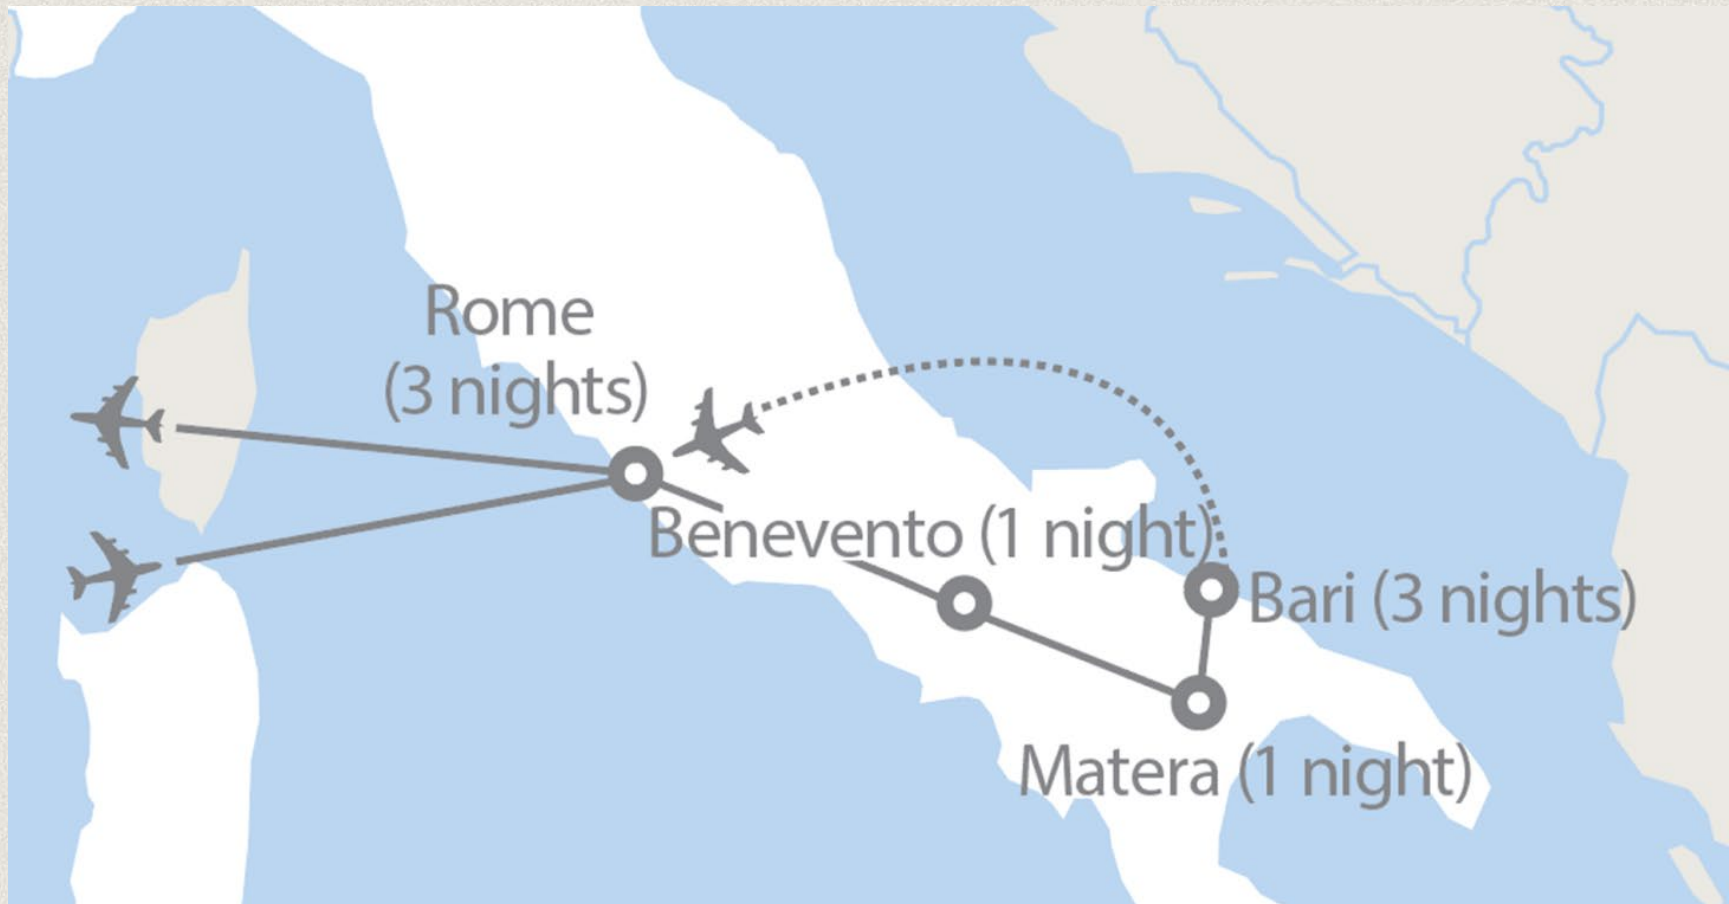 Rome
(3 nights)
Benevento (1 night)
Bari (3 nights)
Matera (1 night)